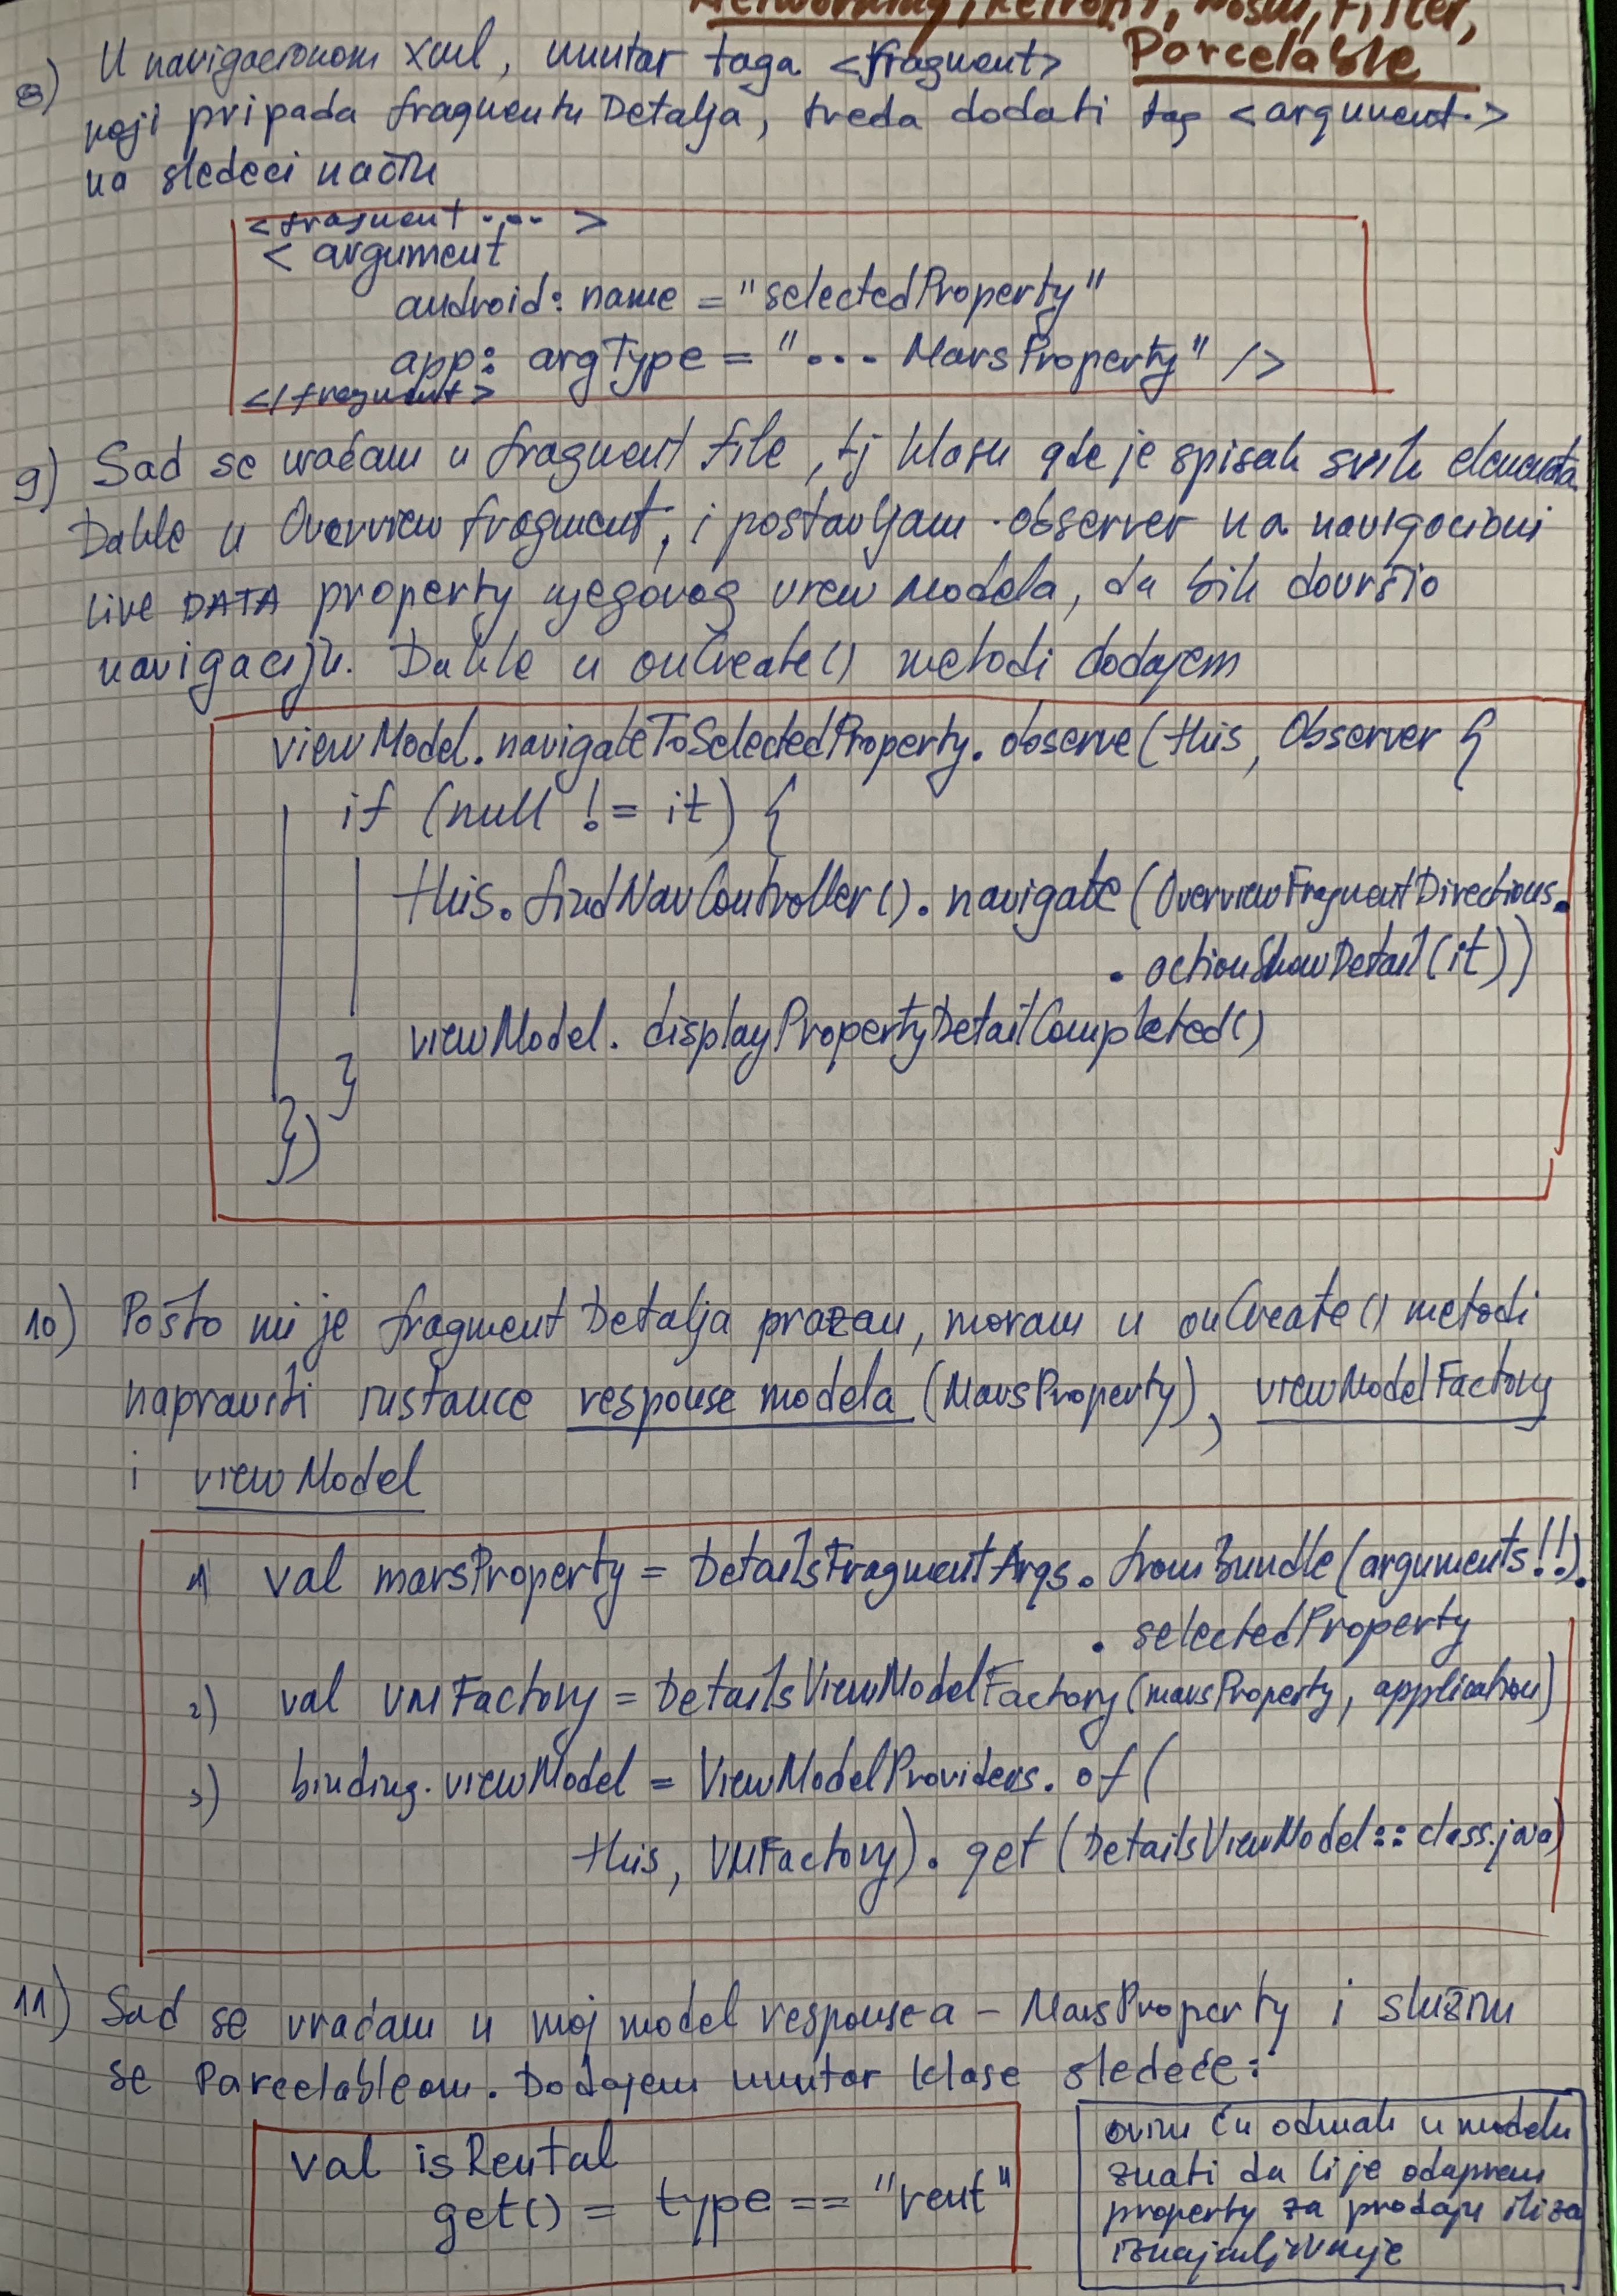 Networking, Retrofit, Moshi, Filter,
Parcelable
8) U navigacionom xml, unutar taga <fragment>
koji pripada fragmentu Detalja, treba dodati tag <argument>
na sledeci način
<fragment ... >
< argument
android: name = "selectedProperty"
app: argType = "... MarsProperty" />
</fragment>
9) Sad se vraćam u fragment file, tj klasu gde je spisak svih elemenata.
Dakle u Overview fragment, i postavljam observer na navigacioni
live DATA property njegovog view Modela, da bih dovršio
navigaciju. Dakle u onCreate() metodi dodajem
viewModel.navigateToSelectedProperty.observe(this, Observer {
if (null != it) {
this.findNavController().navigate(OverviewFragmentDirections.
. actionShowDetail(it))
viewModel. displayPropertyDetailCompleted()
}
})
10) Pošto mi je fragment Detalja prazan, moram u onCreate() metodi
napraviti instance response modela (MarsProperty), viewModelFactory
i viewModel
1 val marsProperty = DetailsFragmentArgs.fromBundle(arguments!!).
. selectedProperty
2) val VMFactory = DetailsViewModelFactory(marsProperty, application)
3) binding.viewModel = ViewModelProviders.of(
this, VMFactory).get(DetailsViewModel::class.java)
11) Sad se vraćam u moj model response-a - MarsProperty i služim
se Parcelableom. Dodajem unutar klase sledeće:
val isRental
get() = type == "rent"
ovim ću odmah u modelu
znati da li je odabrani
property za prodaju ili za
iznajmljivanje